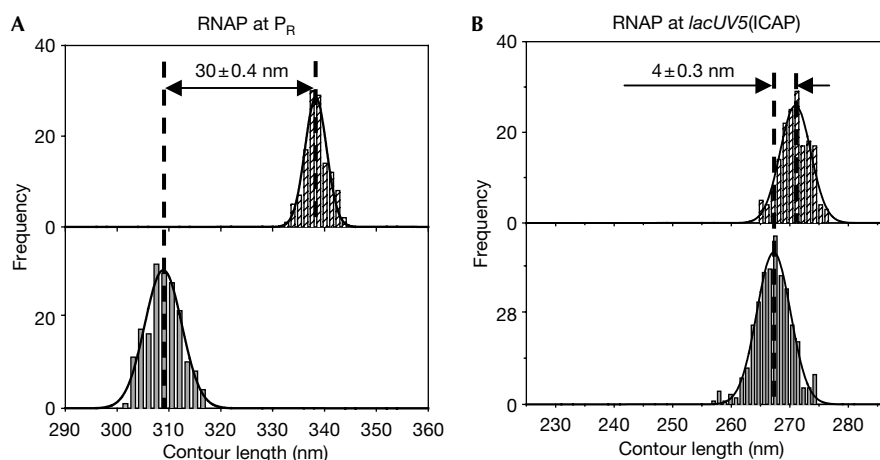 A
RNAP at PR
40
20
0
20
0
30±0.4 nm
Frequency
290 300 310 320 330 340 350 360
Contour length (nm)
B
RNAP at lacUV5(ICAP)
40
20
0
28
0
4±0.3 nm
Frequency
230 240 250 260 270 280
Contour length (nm)